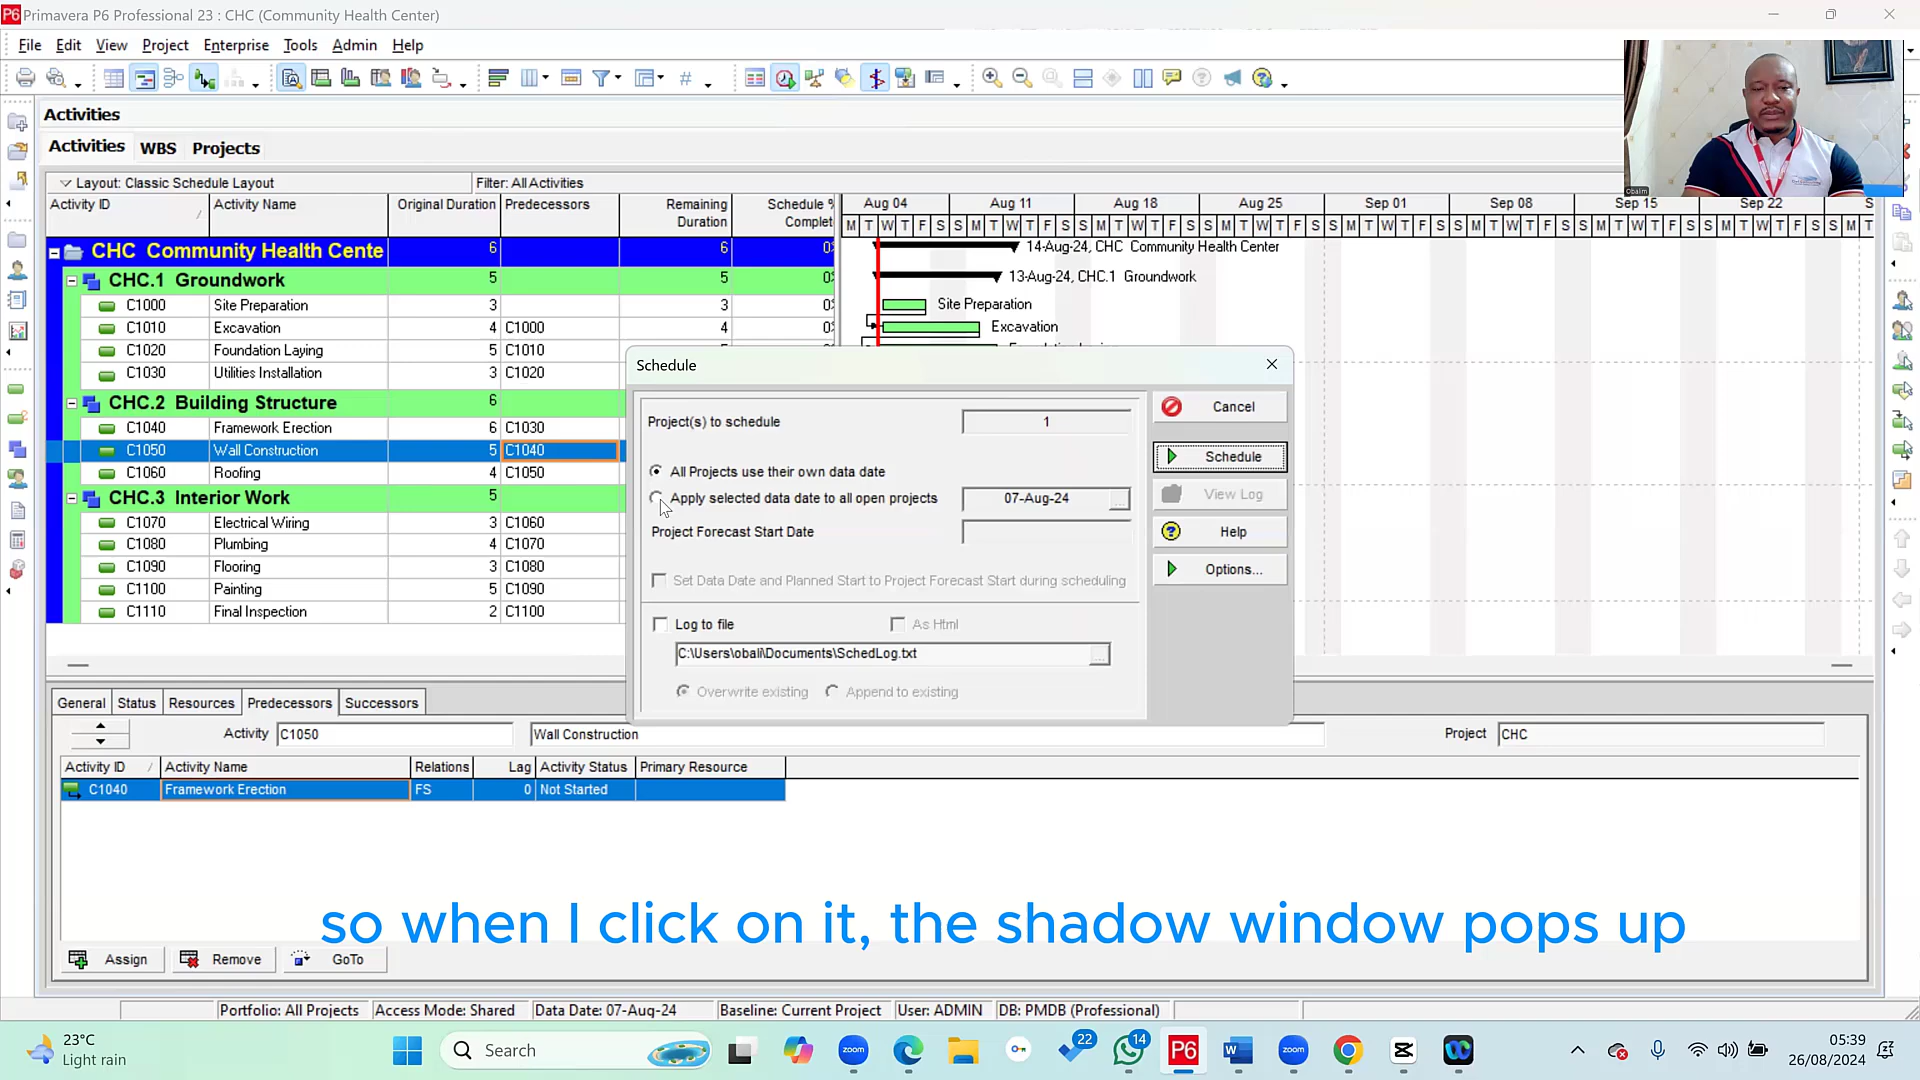 P6 Primavera P6 Professional 23 : CHC (Community Health Center)
File Edit View Project Enterprise Tools Admin Help
Activities
Activities WBS Projects
Layout: Classic Schedule Layout Filter: All Activities
Activity ID Activity Name Original Duration Predecessors Remaining Duration Schedule % Complet
Aug 04 Aug 11 Aug 18 Aug 25 Sep 01 Sep 08 Sep 15 Sep 22
M T W T F S S M T W T F S S M T W T F S S M T W T F S S M T W T F S S M T W T F S S M T W T F S S M T W T F S S M T
CHC Community Health Cente 6 6 0%
14-Aug-24, CHC Community Health Center
CHC.1 Groundwork 5 5 0%
13-Aug-24, CHC.1 Groundwork
C1000 Site Preparation 3 3 0% Site Preparation
C1010 Excavation 4 C1000 4 0% Excavation
C1020 Foundation Laying 5 C1010
C1030 Utilities Installation 3 C1020
CHC.2 Building Structure 6
C1040 Framework Erection 6 C1030
C1050 Wall Construction 5 C1040
C1060 Roofing 4 C1050
CHC.3 Interior Work 5
C1070 Electrical Wiring 3 C1060
C1080 Plumbing 4 C1070
C1090 Flooring 3 C1080
C1100 Painting 5 C1090
C1110 Final Inspection 2 C1100
Schedule
Project(s) to schedule 1
All Projects use their own data date
Apply selected data date to all open projects 07-Aug-24 ...
Project Forecast Start Date
Set Data Date and Planned Start to Project Forecast Start during scheduling
Log to file As Html
C:\Users\obali\Documents\SchedLog.txt ...
Overwrite existing Append to existing
Cancel
Schedule
View Log
Help
Options...
General Status Resources Predecessors Successors
Activity C1050 Wall Construction Project CHC
Activity ID Activity Name Relations Lag Activity Status Primary Resource
C1040 Framework Erection FS 0 Not Started
so when I click on it, the shadow window pops up
Assign Remove GoTo
Portfolio: All Projects Access Mode: Shared Data Date: 07-Aug-24 Baseline: Current Project User: ADMIN DB: PMDB (Professional)
23°C
Light rain
Search
zoom
22
14
P6
zoom
05:39
26/08/2024
Obalim